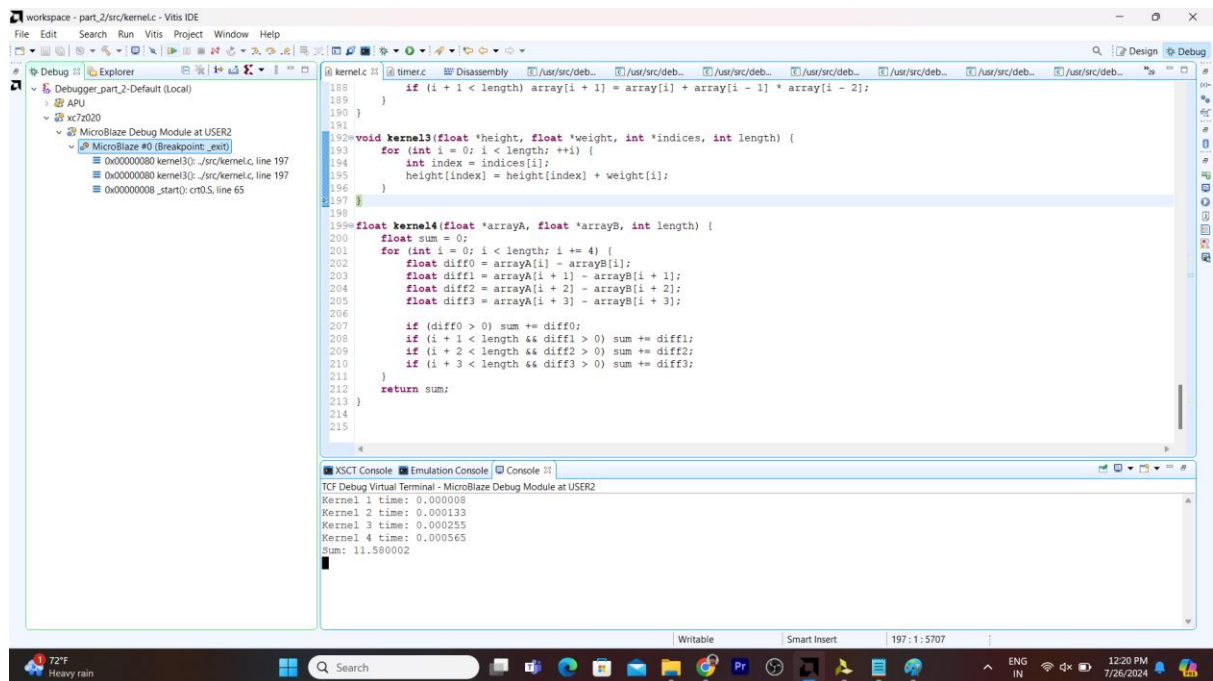 workspace - part_2/src/kernel.c - Vitis IDE
File Edit Search Run Vitis Project Window Help
Design Debug
Debug Explorer
kernel.c timer.c Disassembly /usr/src/deb... /usr/src/deb... /usr/src/deb... /usr/src/deb... /usr/src/deb... /usr/src/deb... /usr/src/deb...
Debugger_part_2-Default (Local)
APU
xc7z020
MicroBlaze Debug Module at USER2
MicroBlaze #0 (Breakpoint: _exit)
0x00000080 kernel3(): ../src/kernel.c, line 197
0x00000080 kernel3(): ../src/kernel.c, line 197
0x00000008 _start(): crt0.S, line 65
188 if (i + 1 < length) array[i + 1] = array[i] + array[i - 1] * array[i - 2];
189 }
190 }
191
192 void kernel3(float *height, float *weight, int *indices, int length) {
193 for (int i = 0; i < length; ++i) {
194 int index = indices[i];
195 height[index] = height[index] + weight[i];
196 }
197 }
198
199 float kernel4(float *arrayA, float *arrayB, int length) {
200 float sum = 0;
201 for (int i = 0; i < length; i += 4) {
202 float diff0 = arrayA[i] - arrayB[i];
203 float diff1 = arrayA[i + 1] - arrayB[i + 1];
204 float diff2 = arrayA[i + 2] - arrayB[i + 2];
205 float diff3 = arrayA[i + 3] - arrayB[i + 3];
206
207 if (diff0 > 0) sum += diff0;
208 if (i + 1 < length && diff1 > 0) sum += diff1;
209 if (i + 2 < length && diff2 > 0) sum += diff2;
210 if (i + 3 < length && diff3 > 0) sum += diff3;
211 }
212 return sum;
213 }
214
215
XSCT Console Emulation Console Console
TCF Debug Virtual Terminal - MicroBlaze Debug Module at USER2
Kernel 1 time: 0.000008
Kernel 2 time: 0.000133
Kernel 3 time: 0.000255
Kernel 4 time: 0.000565
Sum: 11.580002
Writable Smart Insert 197 : 1 : 5707
72°F
Heavy rain
Search
Pr
ENG
IN
12:20 PM
7/26/2024